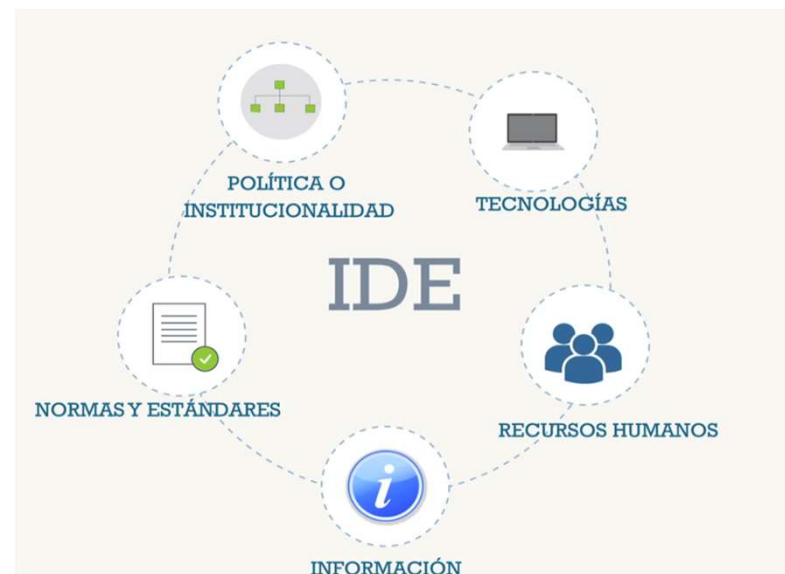 POLÍTICA O
INSTITUCIONALIDAD
TECNOLOGÍAS
IDE
NORMAS Y ESTÁNDARES
RECURSOS HUMANOS
i
INFORMACIÓN